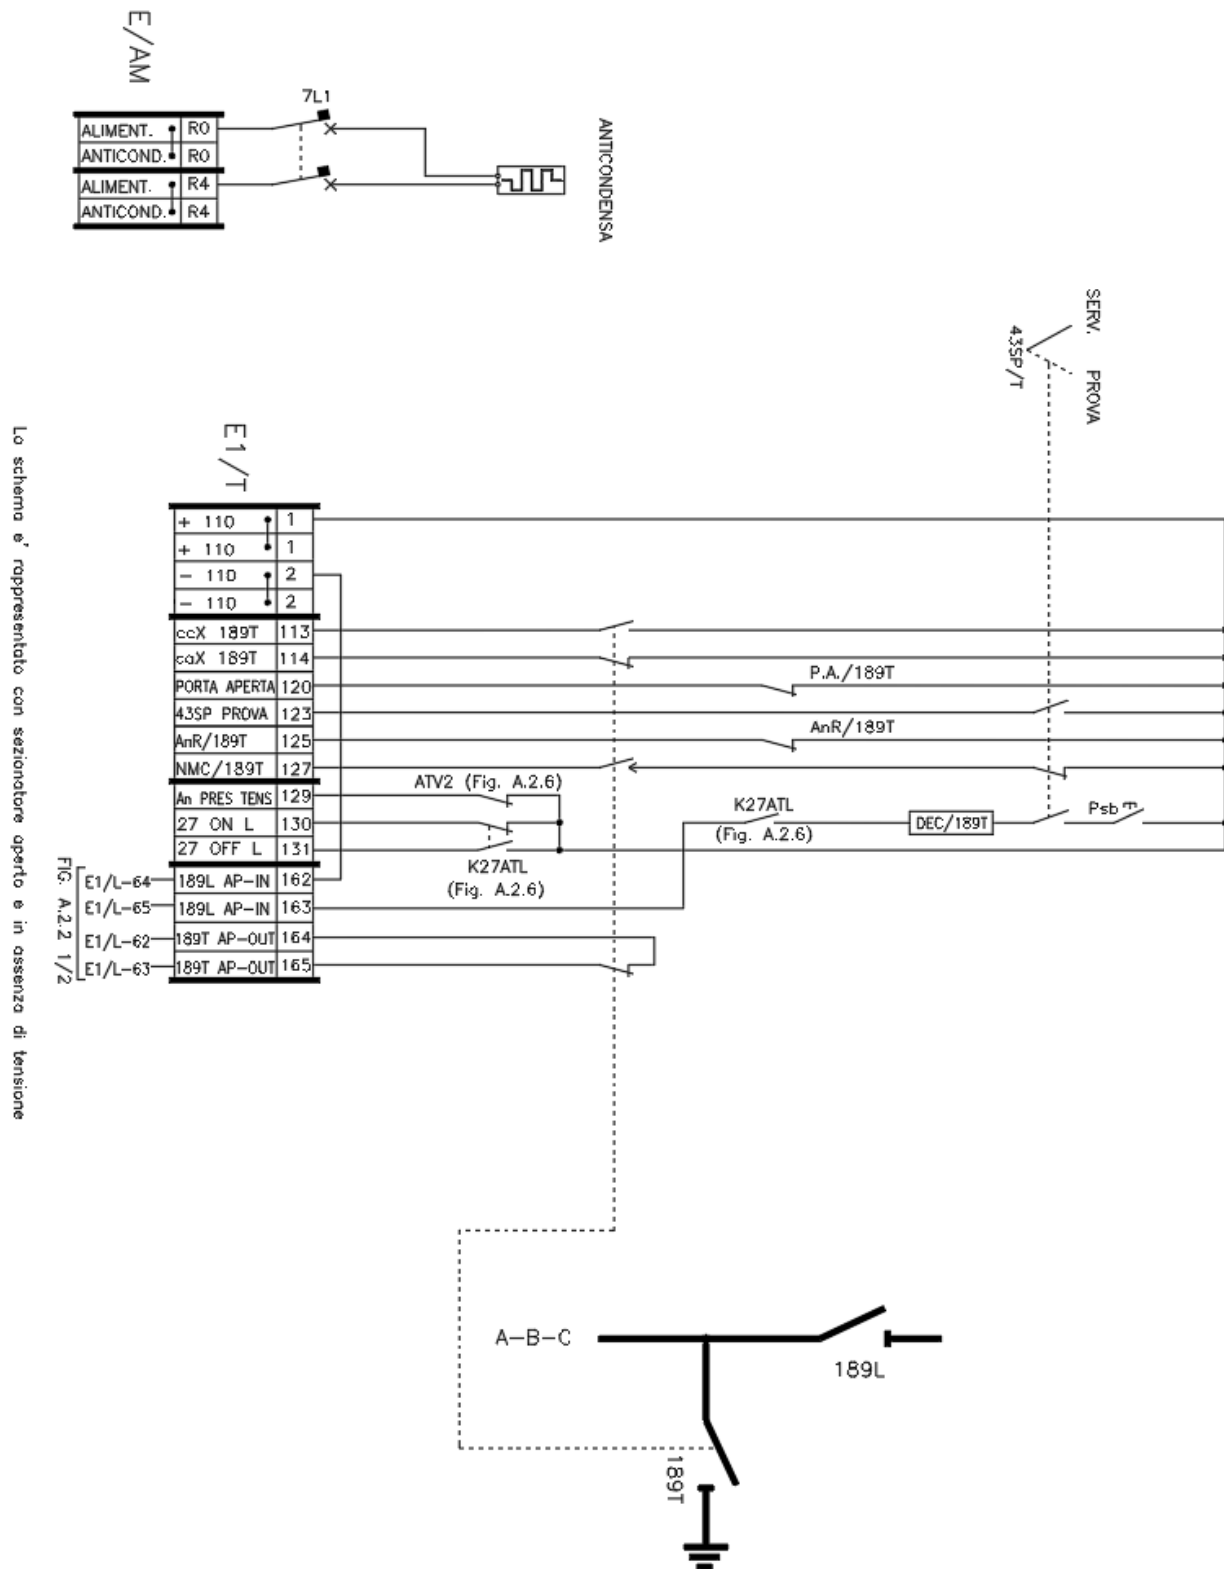 E/AM
7L1
ALIMENT. R0
ANTICOND. R0
ALIMENT. R4
ANTICOND. R4
ANTICONDENSA
SERV. PROVA
43SP/T
E1/T
+ 110 1
+ 110 1
- 110 2
- 110 2
ccX 189T 113
caX 189T 114
PORTA APERTA 120
P.A./189T
43SP PROVA 123
AnR/189T 125
AnR/189T
NMC/189T 127
ATV2 (Fig. A.2.6)
An PRES TENS 129
27 ON L 130
27 OFF L 131
K27ATL
(Fig. A.2.6)
DEC/189T
Psb
K27ATL
(Fig. A.2.6)
FIG. A.2.2 1/2
E1/L-64 189L AP-IN 162
E1/L-65 189L AP-IN 163
E1/L-62 189T AP-OUT 164
E1/L-63 189T AP-OUT 165
Lo schema e' rappresentato con sezionatore aperto e in assenza di tensione
A-B-C
189L
189T